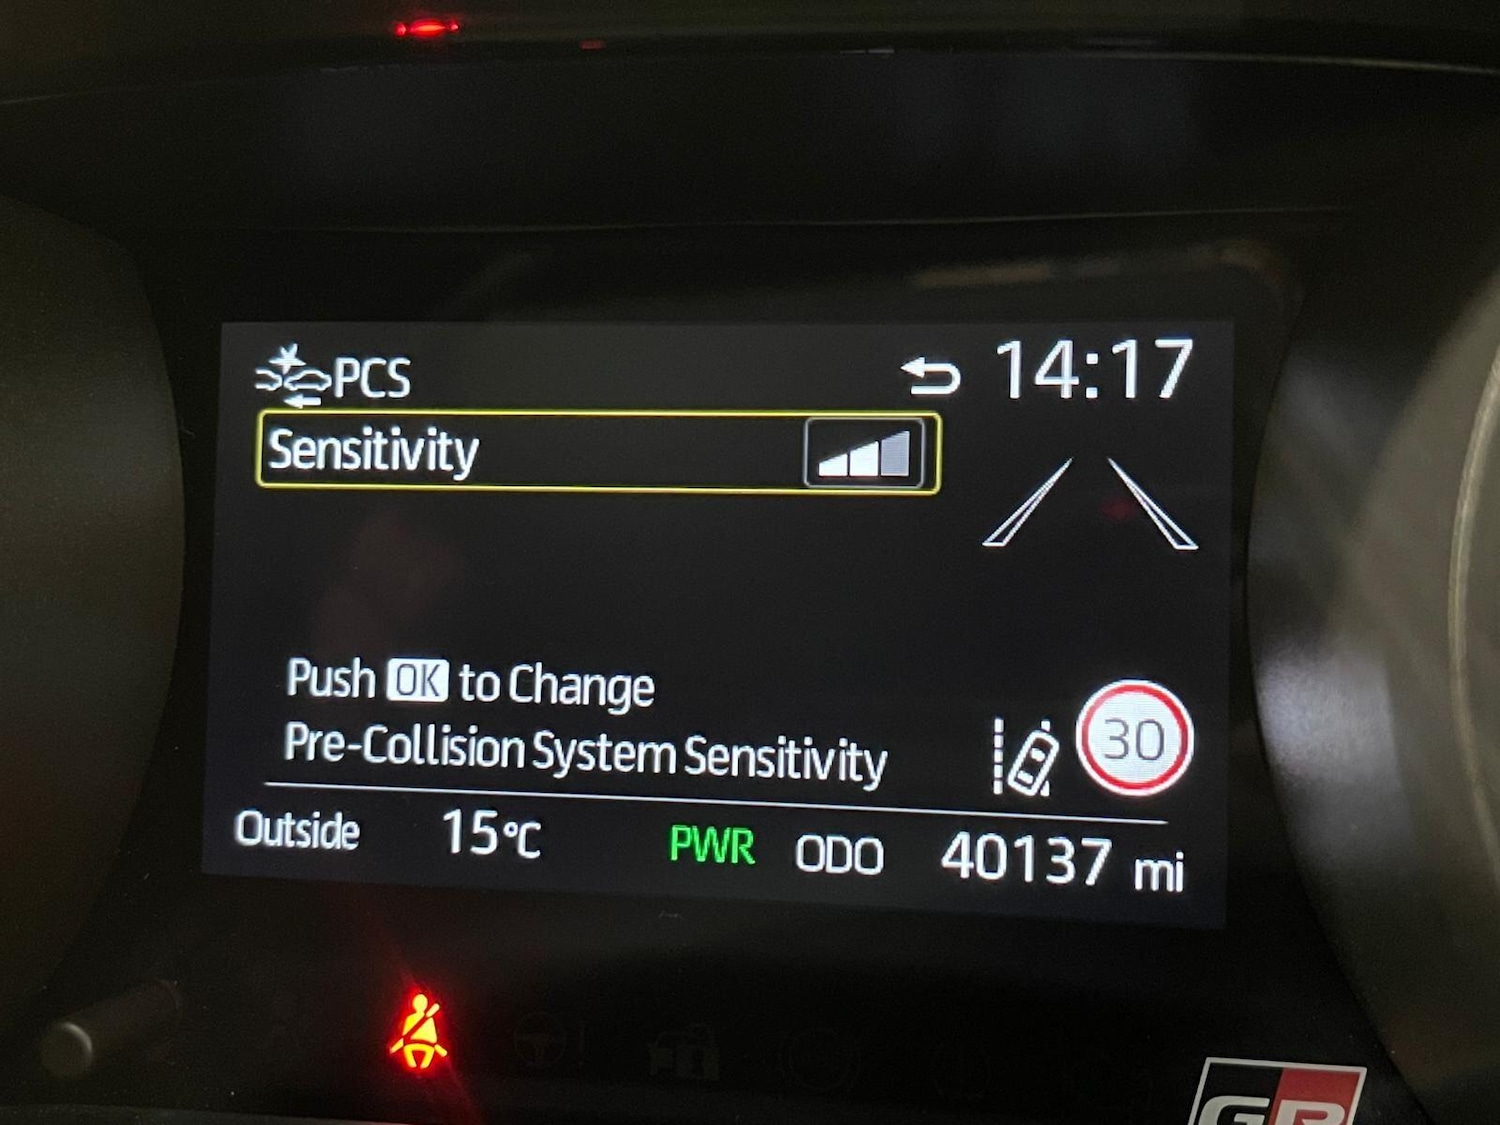 PCS
14:17
Sensitivity
Push OK to Change
Pre-Collision System Sensitivity
30
Outside 15°C PWR ODO 40137 mi
GR